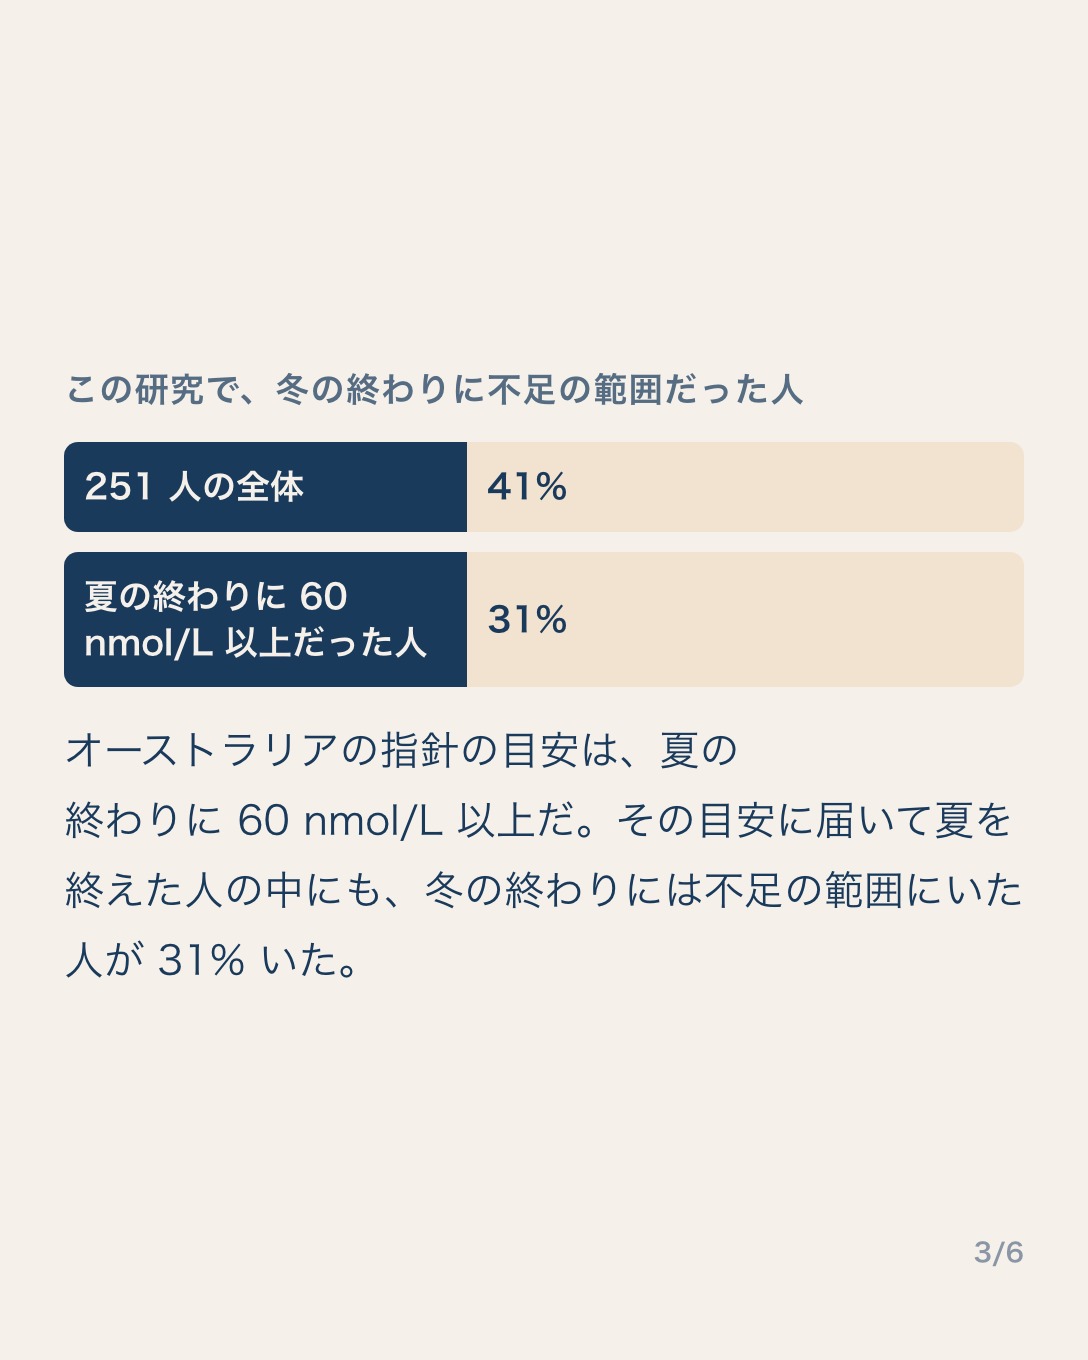 この研究で、冬の終わりに不足の範囲だった人
251 人の全体
41%
夏の終わりに 60
nmol/L 以上だった人
31%
オーストラリアの指針の目安は、夏の
終わりに 60 nmol/L 以上だ。その目安に届いて夏を
終えた人の中にも、冬の終わりには不足の範囲にいた
人が 31% いた。
3/6